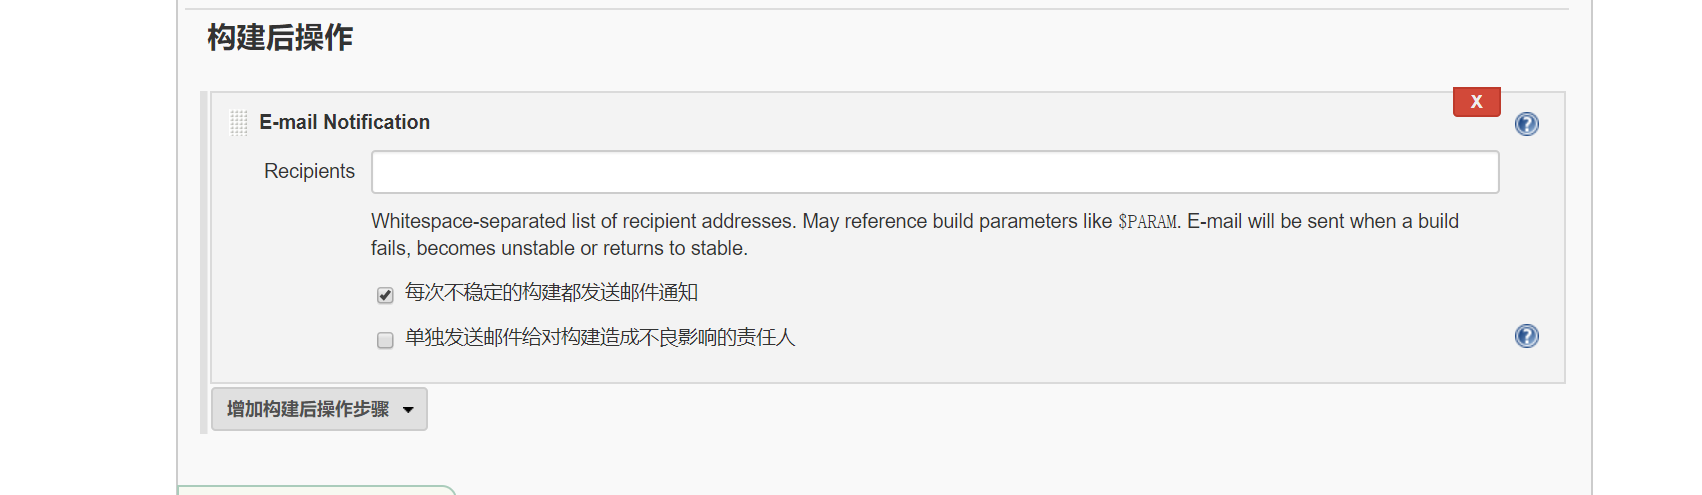 构建后操作
X
E-mail Notification
?
Recipients
Whitespace-separated list of recipient addresses. May reference build parameters like $PARAM. E-mail will be sent when a build
fails, becomes unstable or returns to stable.
每次不稳定的构建都发送邮件通知
单独发送邮件给对构建造成不良影响的责任人
?
增加构建后操作步骤